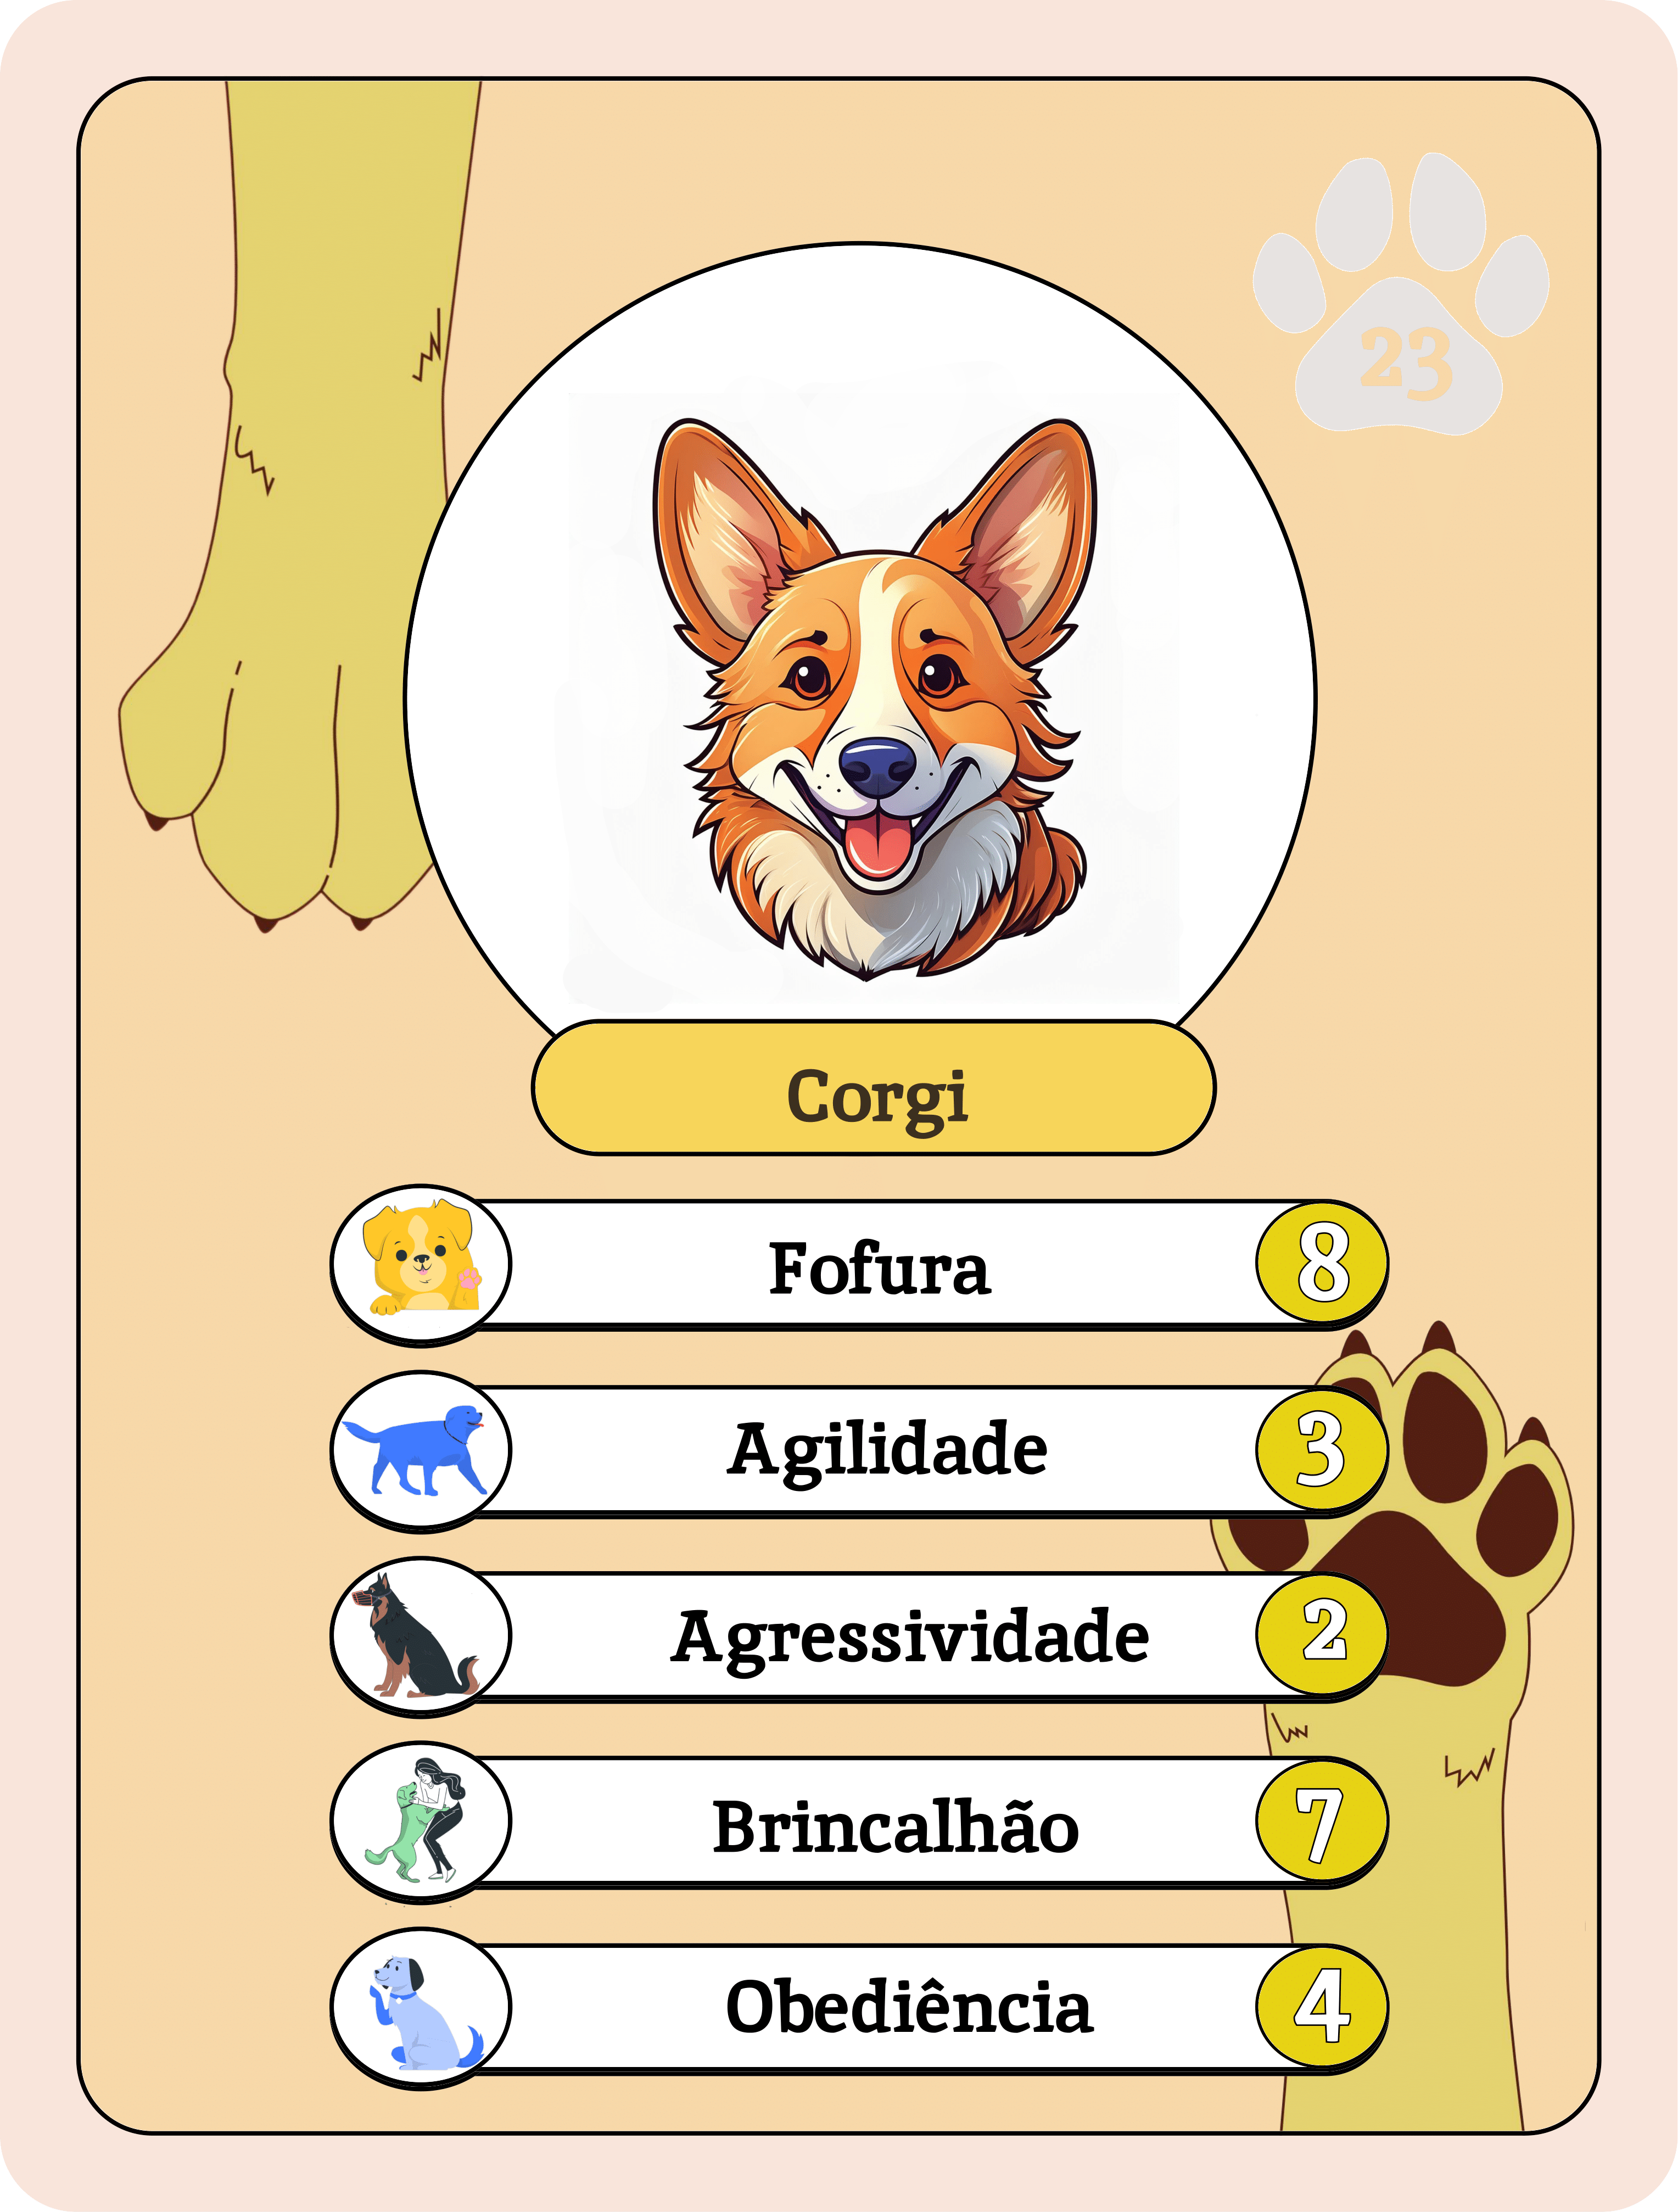 23
Corgi
Fofura 8
Agilidade 3
Agressividade 2
Brincalhão 7
Obediência 4